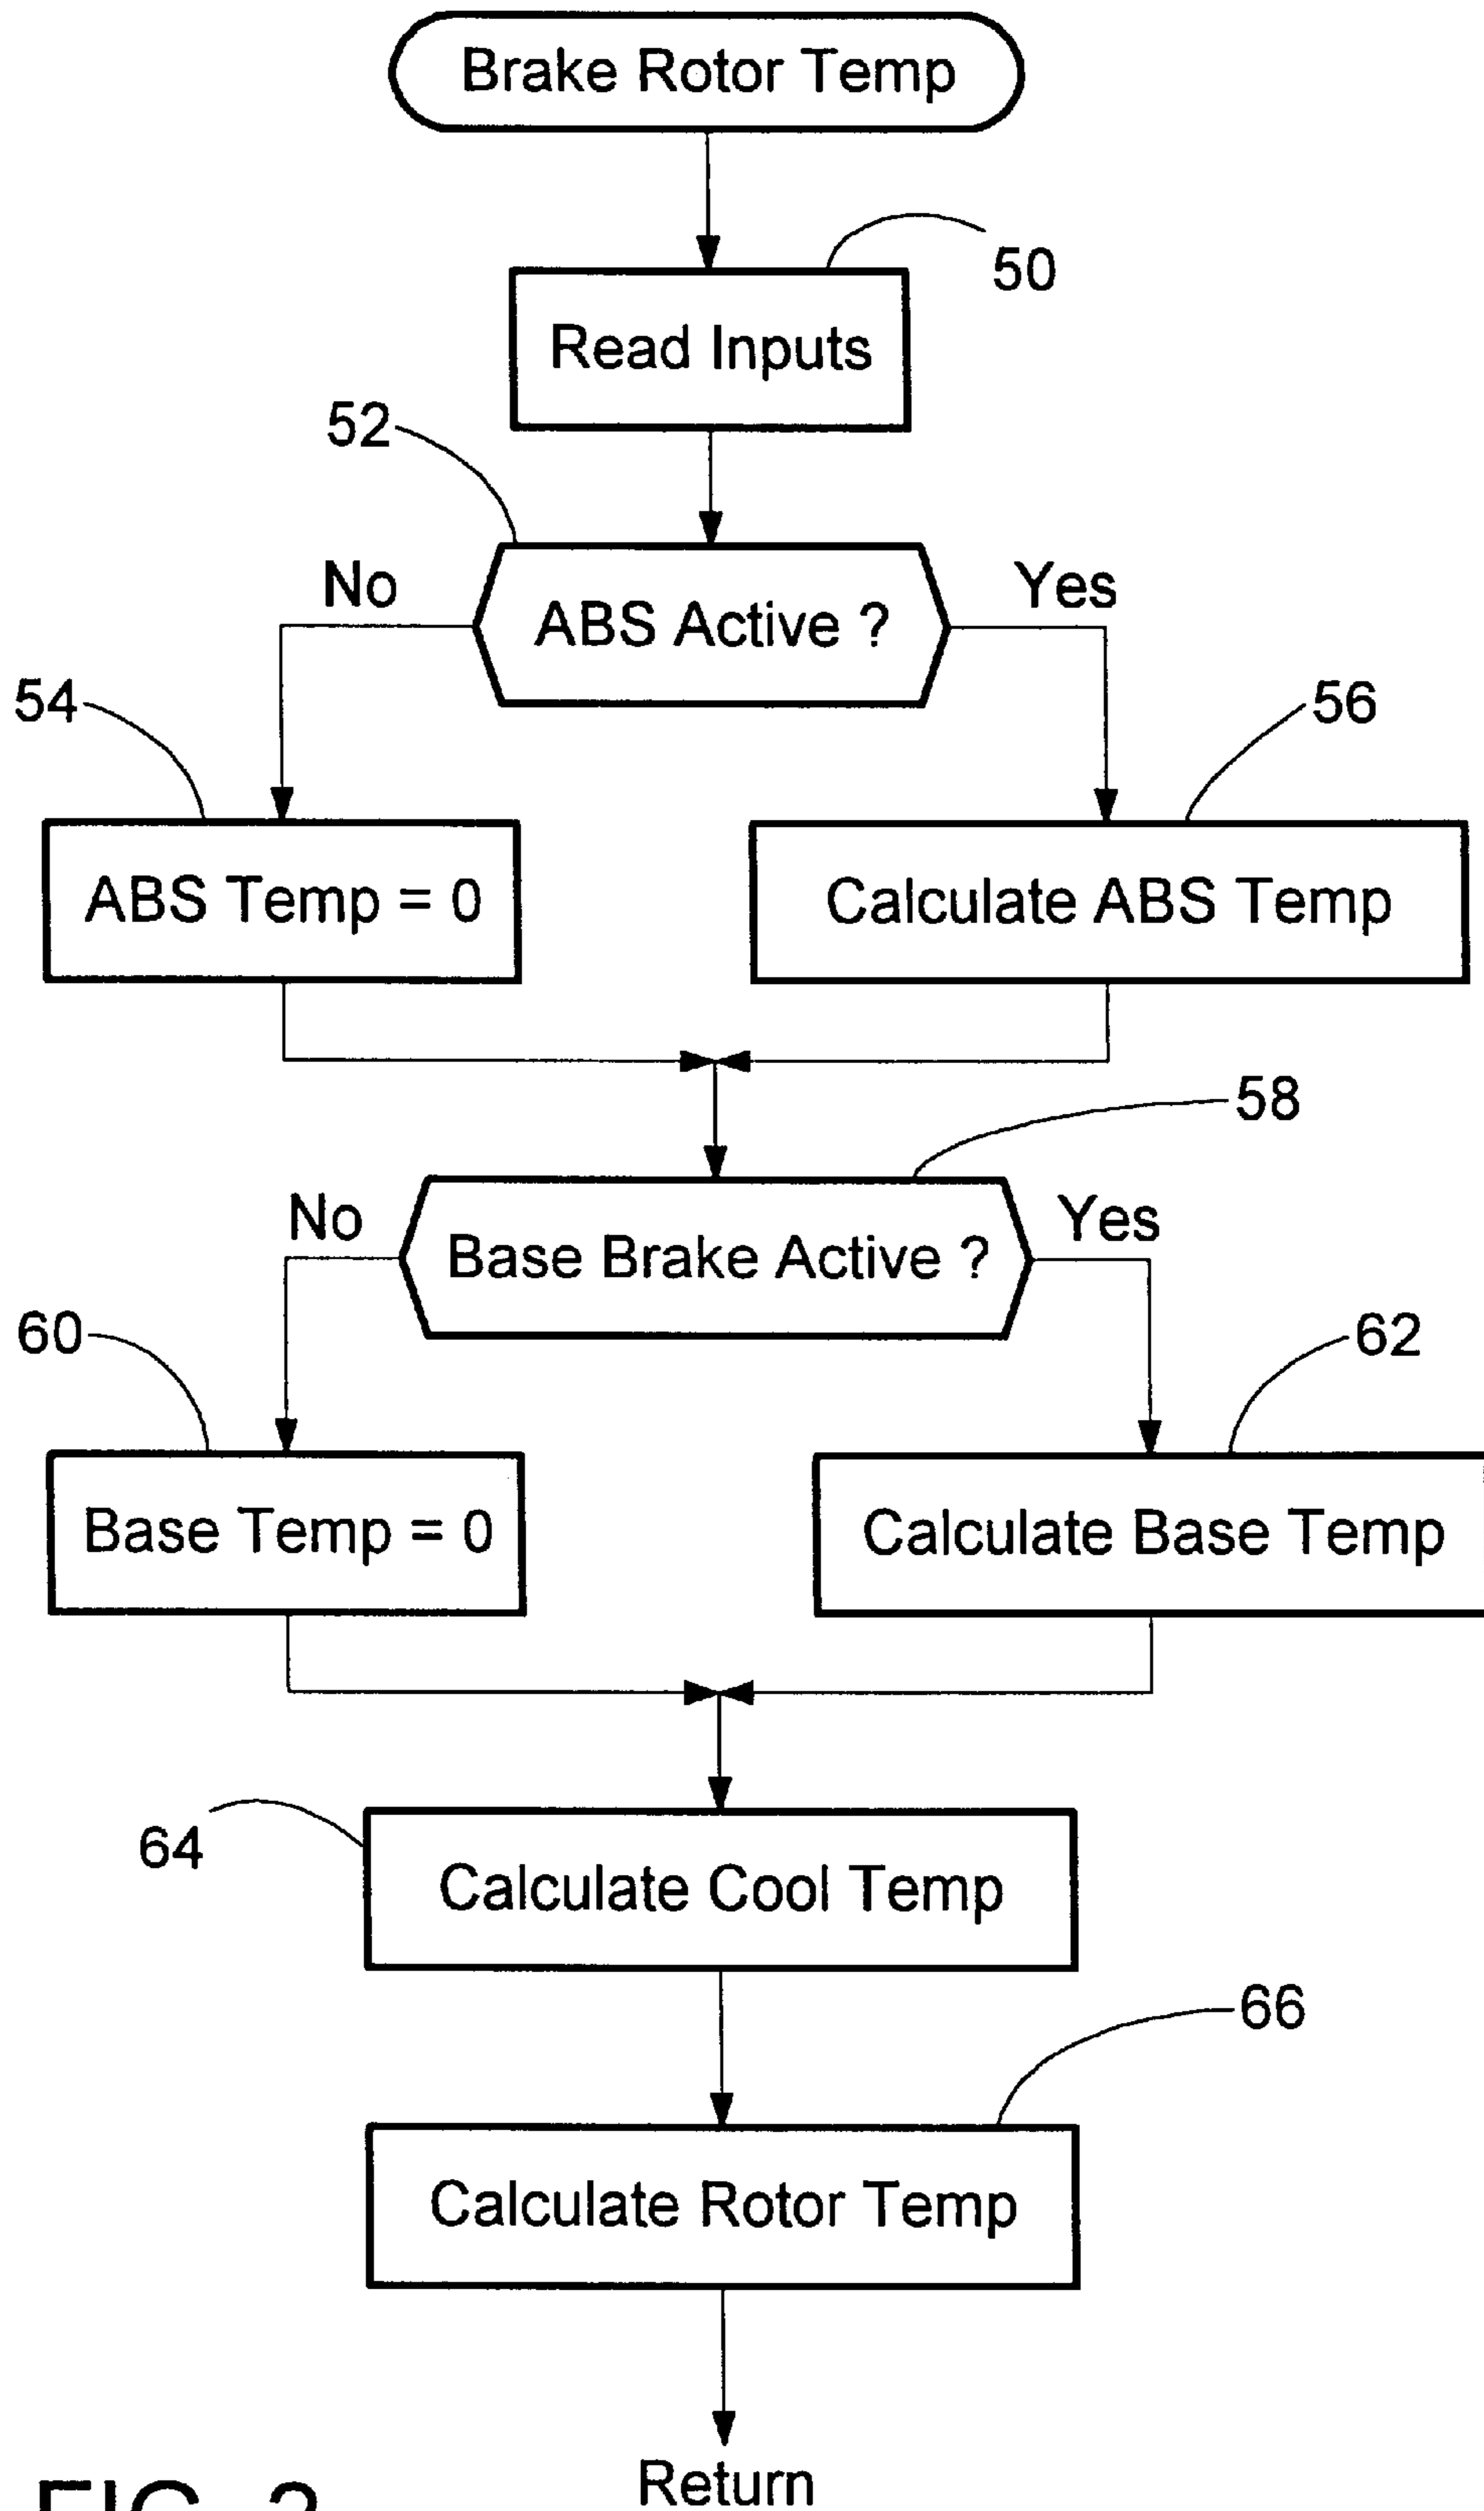 Brake Rotor Temp
50
Read Inputs
52
No
Yes
ABS Active ?
54
56
ABS Temp = 0
Calculate ABS Temp
58
No
Yes
Base Brake Active ?
60
62
Base Temp = 0
Calculate Base Temp
64
Calculate Cool Temp
66
Calculate Rotor Temp
Return